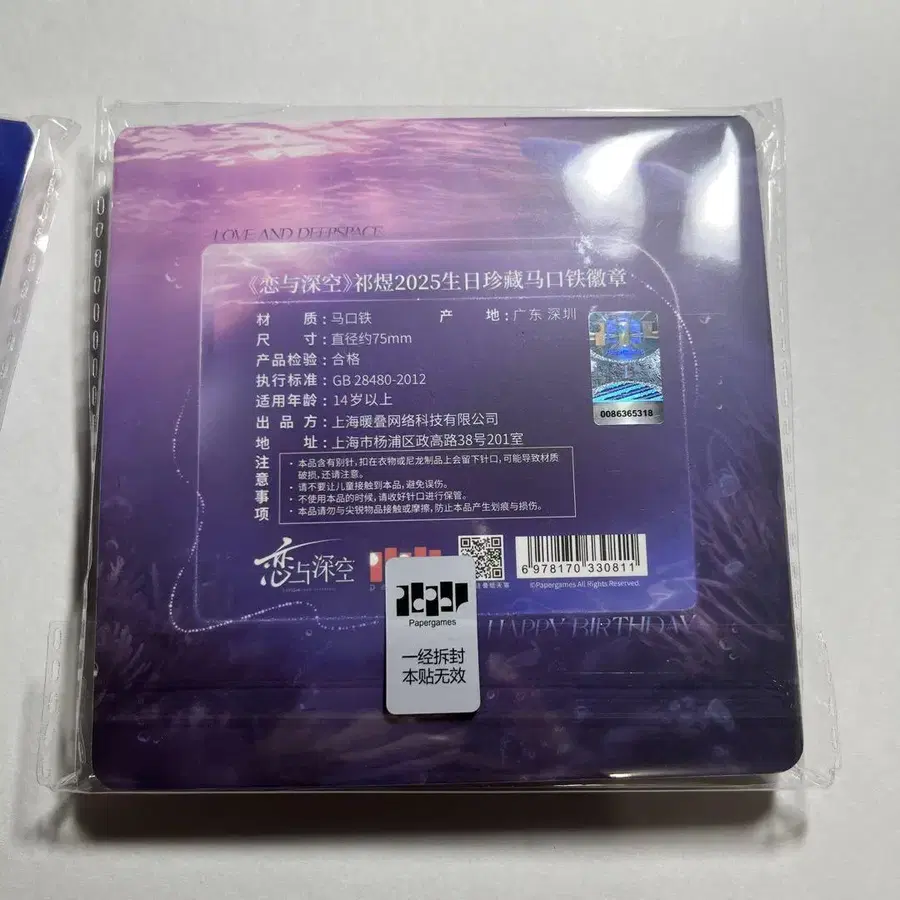 LOVE AND DEEPSPACE
《恋与深空》祁煜2025生日珍藏马口铁徽章
材 质：马口铁 产 地：广东 深圳
尺 寸：直径约75mm
产品检验：合格
执行标准：GB 28480-2012
适用年龄：14岁以上
出 品 方：上海暖叠网络科技有限公司
地 址：上海市杨浦区政高路38号201室
注意事项
• 本品含有别针，扣在衣物或尼龙制品上会留下针口，可能导致材质
破损，还请注意。
• 请不要让儿童接触到本品，避免误伤。
• 不使用本品的时候，请收好针口进行保管。
• 本品请勿与尖锐物品接触或摩擦，防止本品产生划痕与损伤。
0086365318
恋与深空
6 978170 330811
©Papergames All Rights Reserved.
HAPPY BIRTHDAY
Papergames
一经拆封
本贴无效